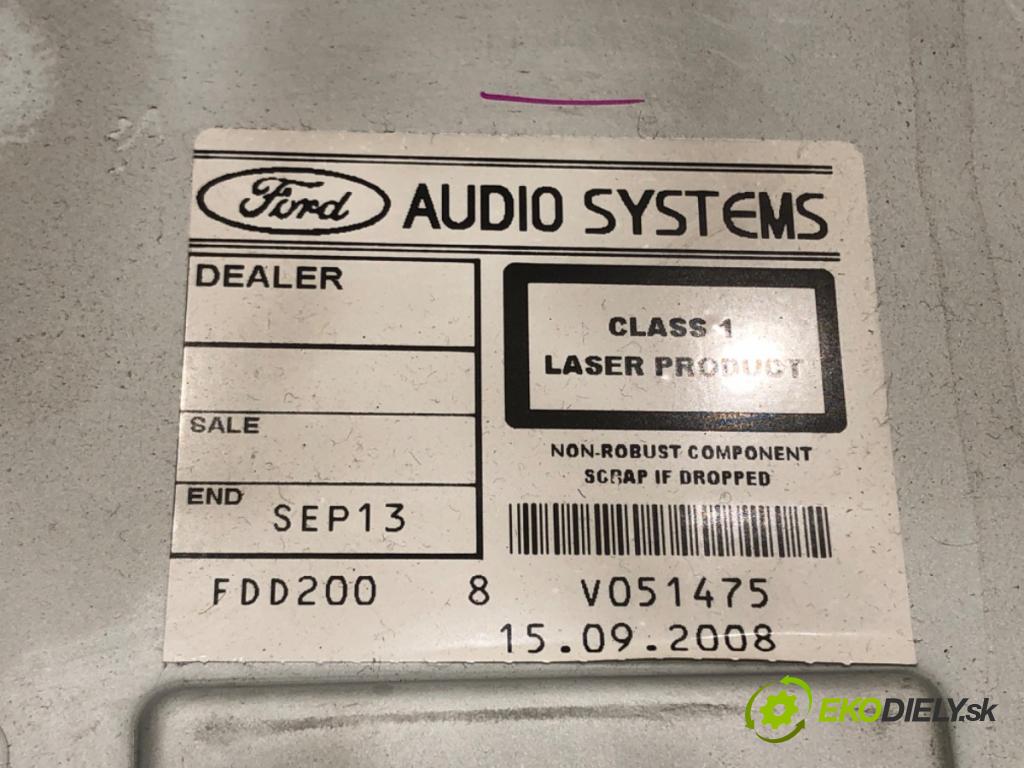 Ford AUDIO SYSTEMS
DEALER
CLASS 1
LASER PRODUCT
SALE
NON-ROBUST COMPONENT
SCRAP IF DROPPED
END SEP13
FDD200 8 V051475
15.09.2008
EKODIELY.sk